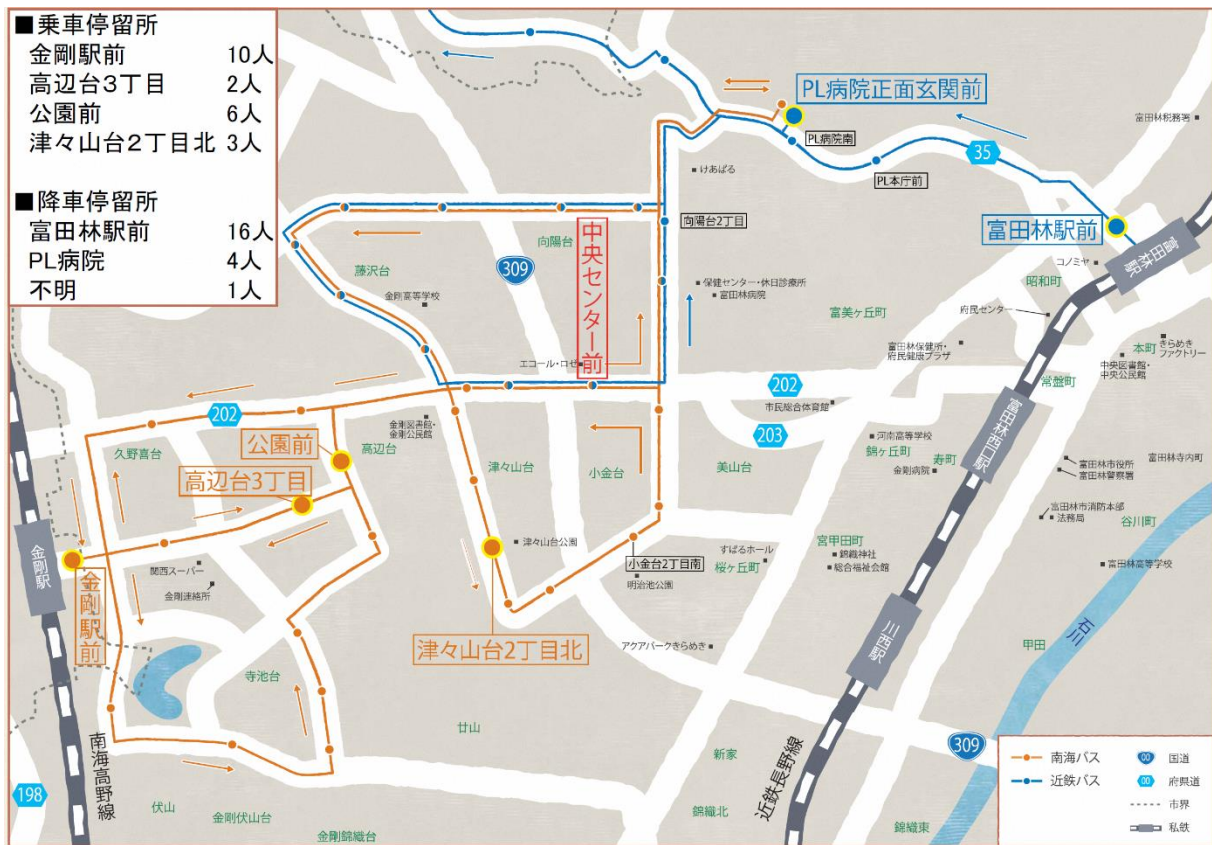 ■乗車停留所
金剛駅前 10人
高辺台3丁目 2人
公園前 6人
津々山台2丁目北 3人
■降車停留所
富田林駅前 16人
PL病院 4人
不明 1人
PL病院正面玄関前
富田林税務署
PL病院南
35
けあぱる
PL本庁前
向陽台2丁目
富田林駅前
富田林駅
向陽台
中央センター前
コノミヤ
309
昭和町
藤沢台
保健センター・休日診療所
富田林病院
金剛高等学校
富美ヶ丘町
府民センター
本町
きらめきファクトリー
富田林保健所・
府民健康プラザ
中央図書館・
中央公民館
エコール・ロゼ
常盤町
202
202
市民総合体育館
金剛図書館・
金剛公民館
203
公園前
高辺台
久野喜台
河南高等学校
錦ヶ丘町
富田林西口駅
高辺台3丁目
津々山台
小金台
美山台
寿町
金剛病院
富田林市役所
富田林警察署
富田林寺内町
富田林市消防本部
法務局
谷川町
金剛駅
津々山台公園
宮甲田町
すばるホール
錦織神社
総合福祉会館
小金台2丁目南
桜ヶ丘町
明治池公園
関西スーパー
金剛連絡所
富田林高等学校
金剛駅前
石川
津々山台2丁目北
アクアパークきらめき
川西駅
甲田
寺池台
廿山
南海高野線
新家
近鉄長野線
309
南海バス
国道
近鉄バス
府県道
市界
私鉄
198
伏山
金剛伏山台
金剛錦織台
錦織北
錦織東